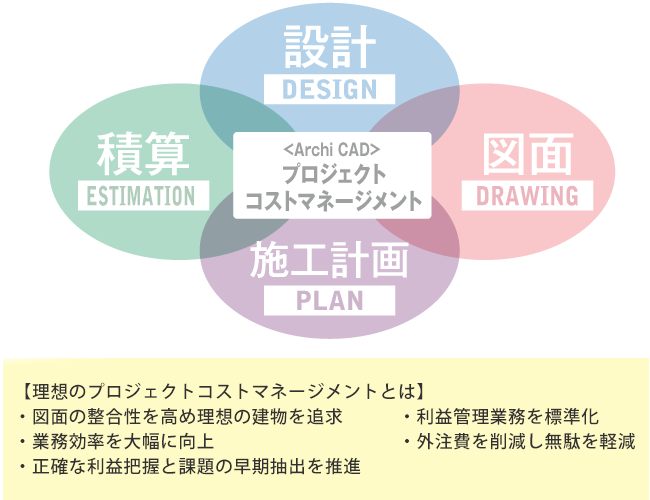 設計
DESIGN
積算
ESTIMATION
<Archi CAD>
プロジェクト
コストマネージメント
図面
DRAWING
施工計画
PLAN
【理想のプロジェクトコストマネージメントとは】
・図面の整合性を高め理想の建物を追求
・業務効率を大幅に向上
・正確な利益把握と課題の早期抽出を推進
・利益管理業務を標準化
・外注費を削減し無駄を軽減